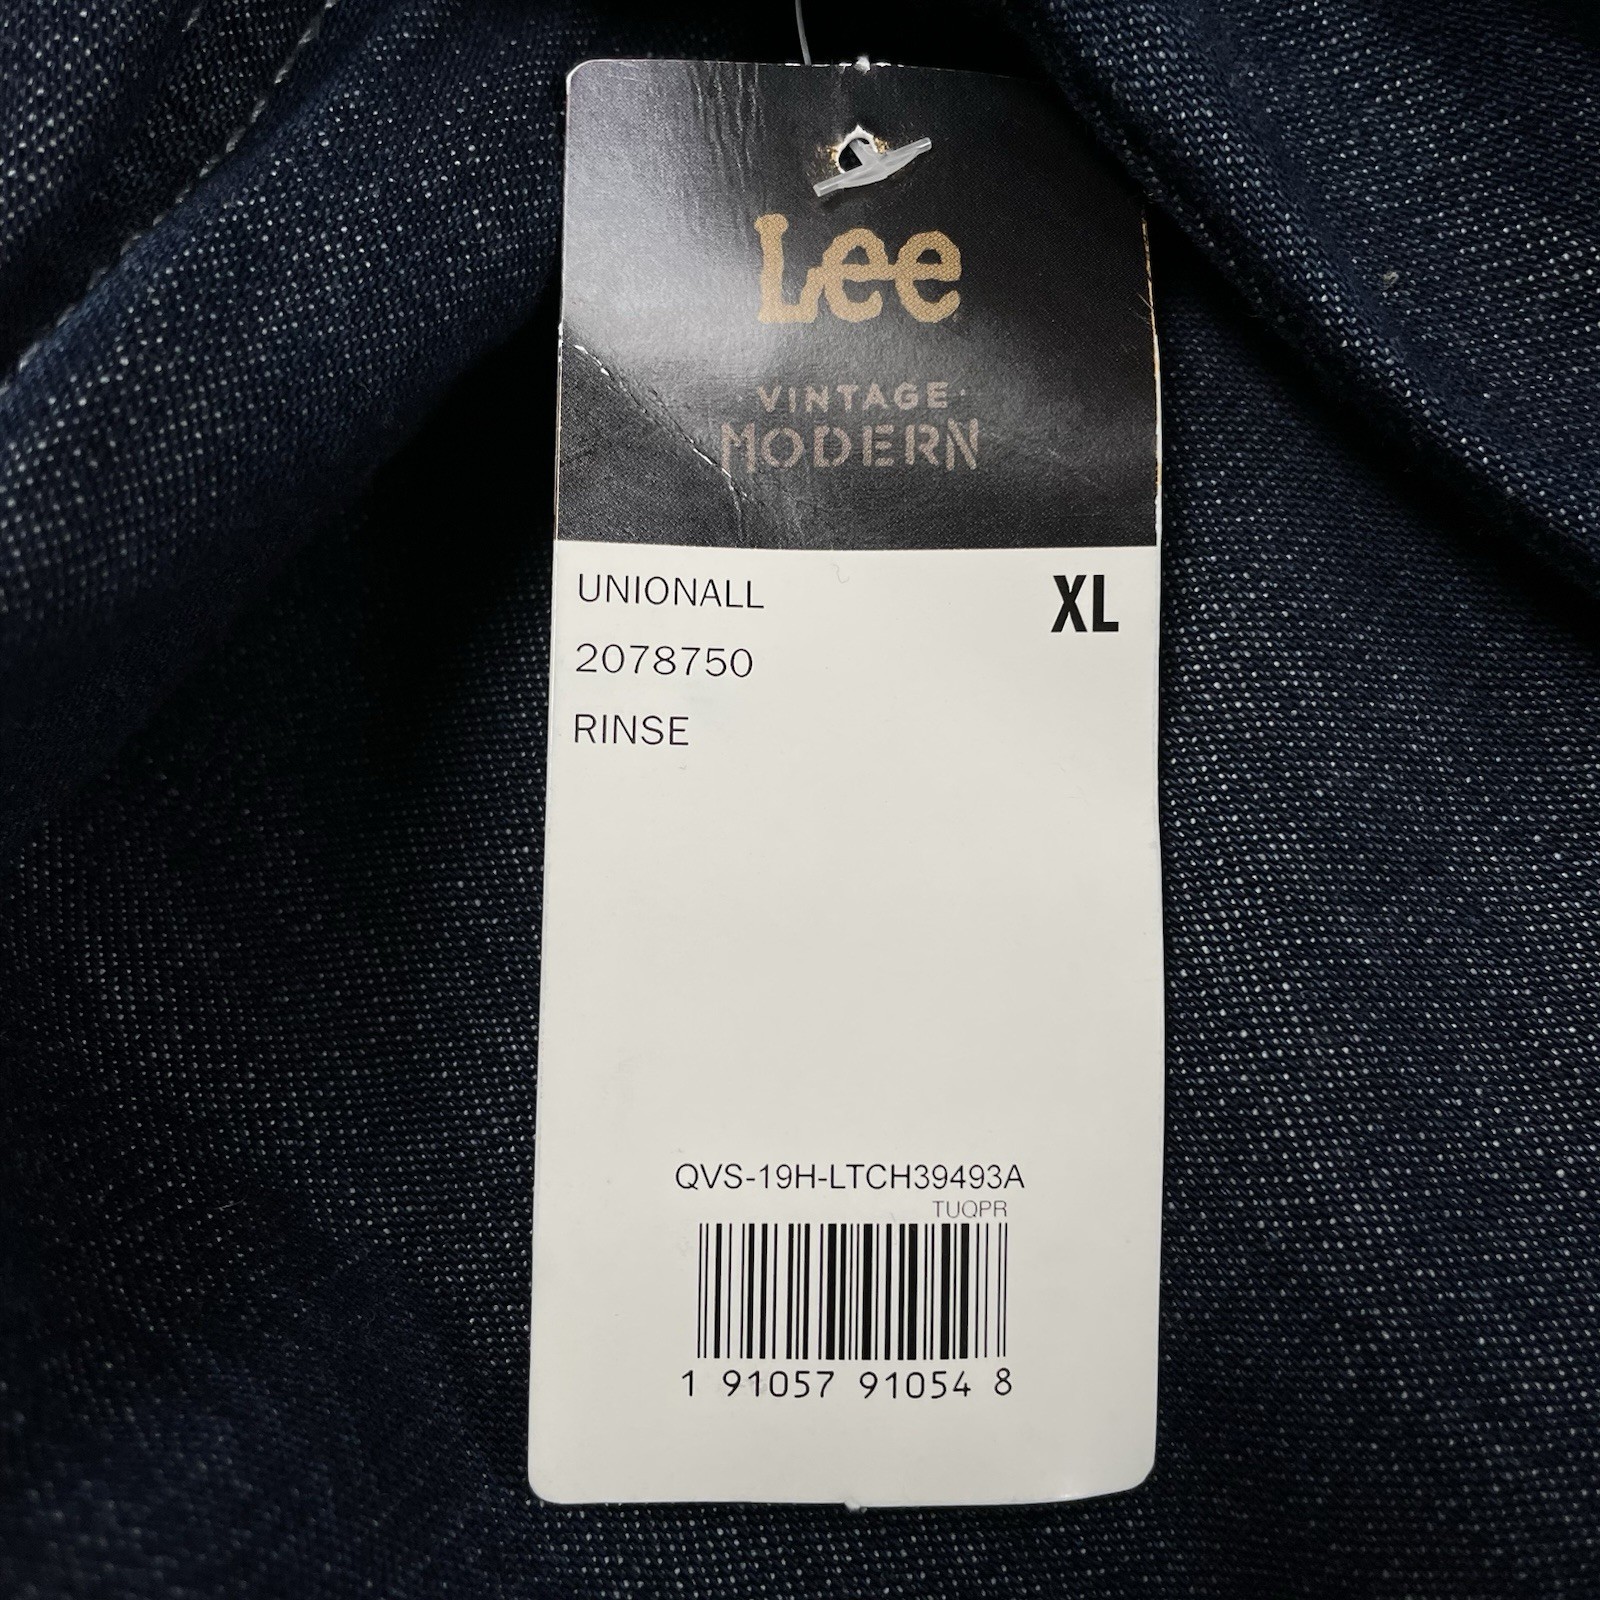 Lee
·VINTAGE·
MODERN
UNIONALL
XL
2078750
RINSE
QVS-19H-LTCH39493A
TUQPR
1 91057 91054 8